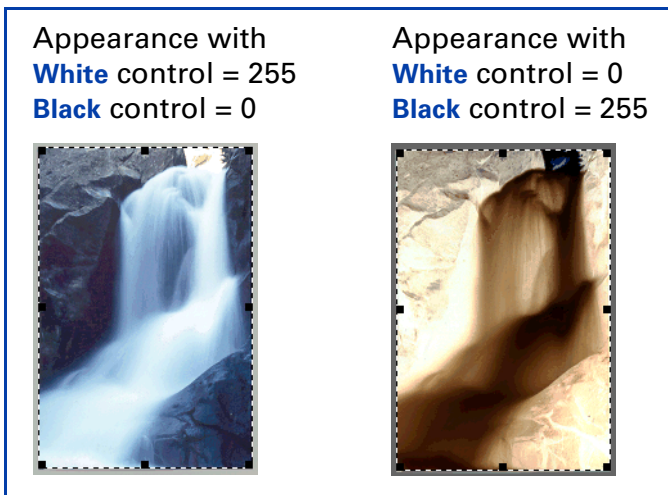 Appearance with
White control = 255
Black control = 0
Appearance with
White control = 0
Black control = 255